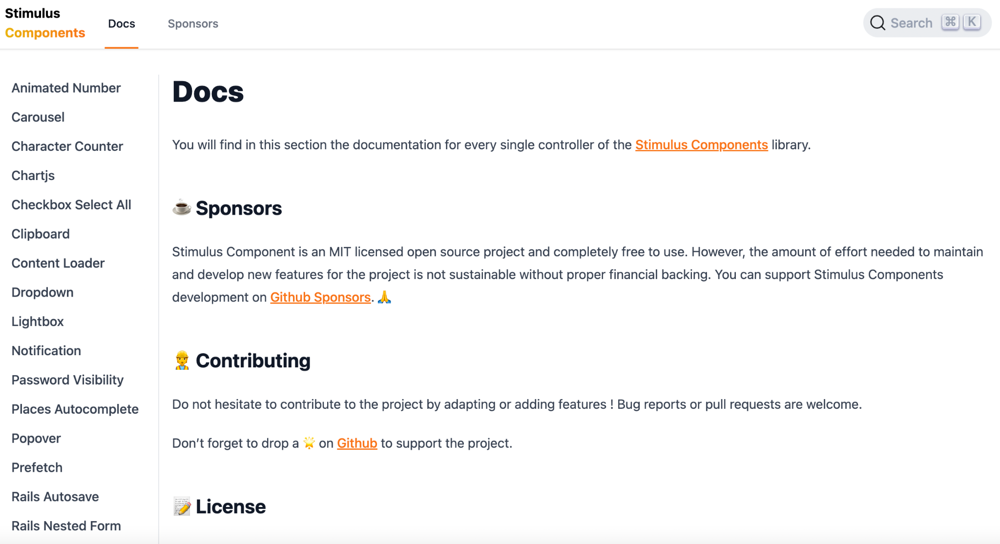 Stimulus
Components
Docs
Sponsors
Search ⌘ K
Animated Number
Carousel
Character Counter
Chartjs
Checkbox Select All
Clipboard
Content Loader
Dropdown
Lightbox
Notification
Password Visibility
Places Autocomplete
Popover
Prefetch
Rails Autosave
Rails Nested Form
Docs
You will find in this section the documentation for every single controller of the Stimulus Components library.
☕ Sponsors
Stimulus Component is an MIT licensed open source project and completely free to use. However, the amount of effort needed to maintain
and develop new features for the project is not sustainable without proper financial backing. You can support Stimulus Components
development on Github Sponsors. 🙏
👷 Contributing
Do not hesitate to contribute to the project by adapting or adding features ! Bug reports or pull requests are welcome.
Don’t forget to drop a 🌟 on Github to support the project.
📝 License